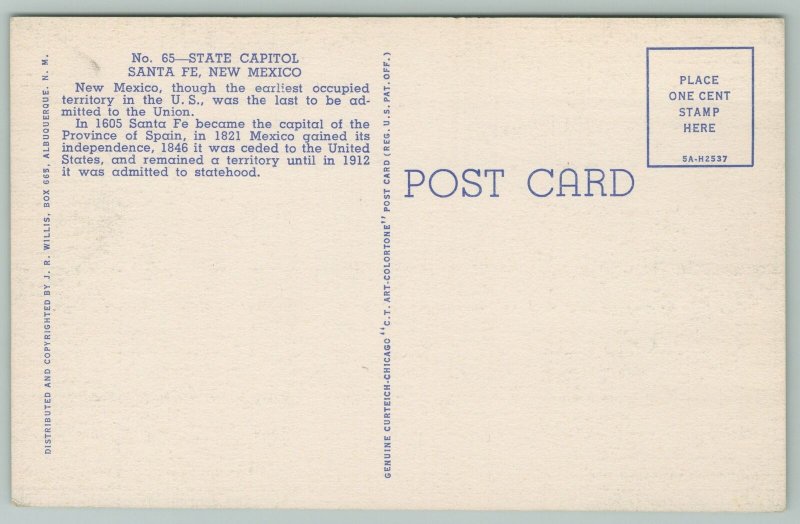 No. 65—STATE CAPITOL
SANTA FE, NEW MEXICO
New Mexico, though the earliest occupied
territory in the U. S., was the last to be ad-
mitted to the Union.
In 1605 Santa Fe became the capital of the
Province of Spain, in 1821 Mexico gained its
independence, 1846 it was ceded to the United
States, and remained a territory until in 1912
it was admitted to statehood.
DISTRIBUTED AND COPYRIGHTED BY J. R. WILLIS, BOX 665, ALBUQUERQUE, N. M.
GENUINE CURTEICH-CHICAGO "C. T. ART-COLORTONE" POST CARD (REG. U. S. PAT. OFF.)
POST CARD
PLACE
ONE CENT
STAMP
HERE
5A-H2537